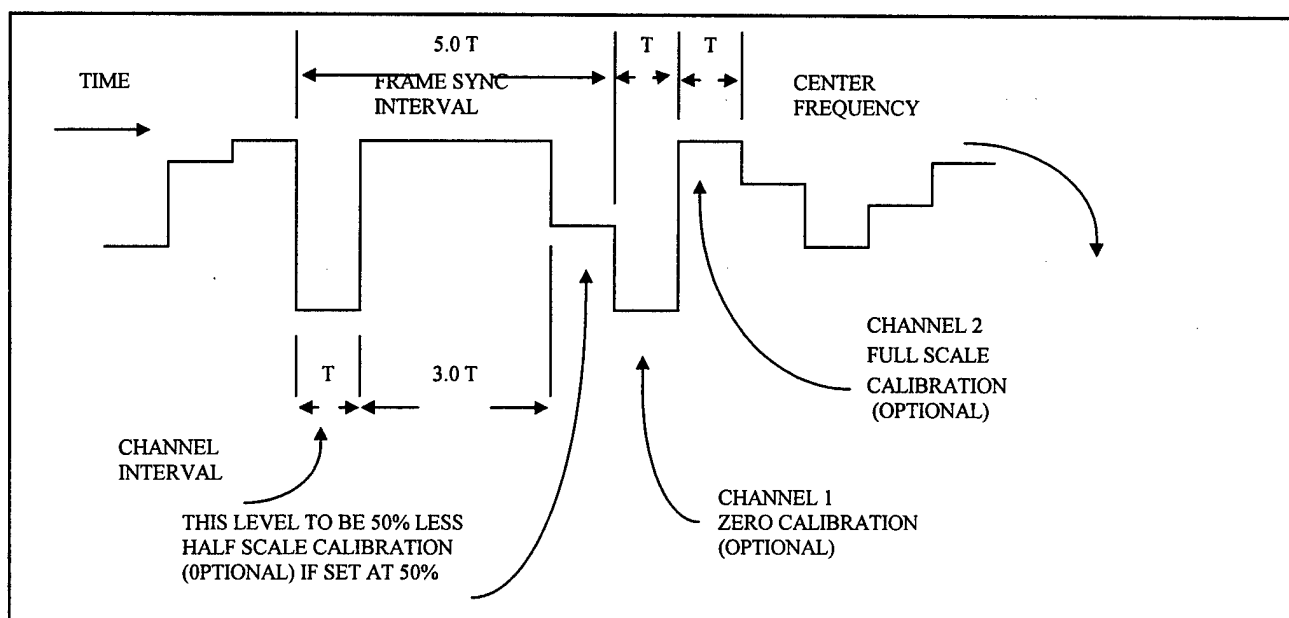 5.0 T
T
T
TIME
FRAME SYNC
INTERVAL
CENTER
FREQUENCY
T
3.0 T
CHANNEL 2
FULL SCALE
CALIBRATION
(OPTIONAL)
CHANNEL
INTERVAL
CHANNEL 1
ZERO CALIBRATION
(OPTIONAL)
THIS LEVEL TO BE 50% LESS
HALF SCALE CALIBRATION
(0PTIONAL) IF SET AT 50%